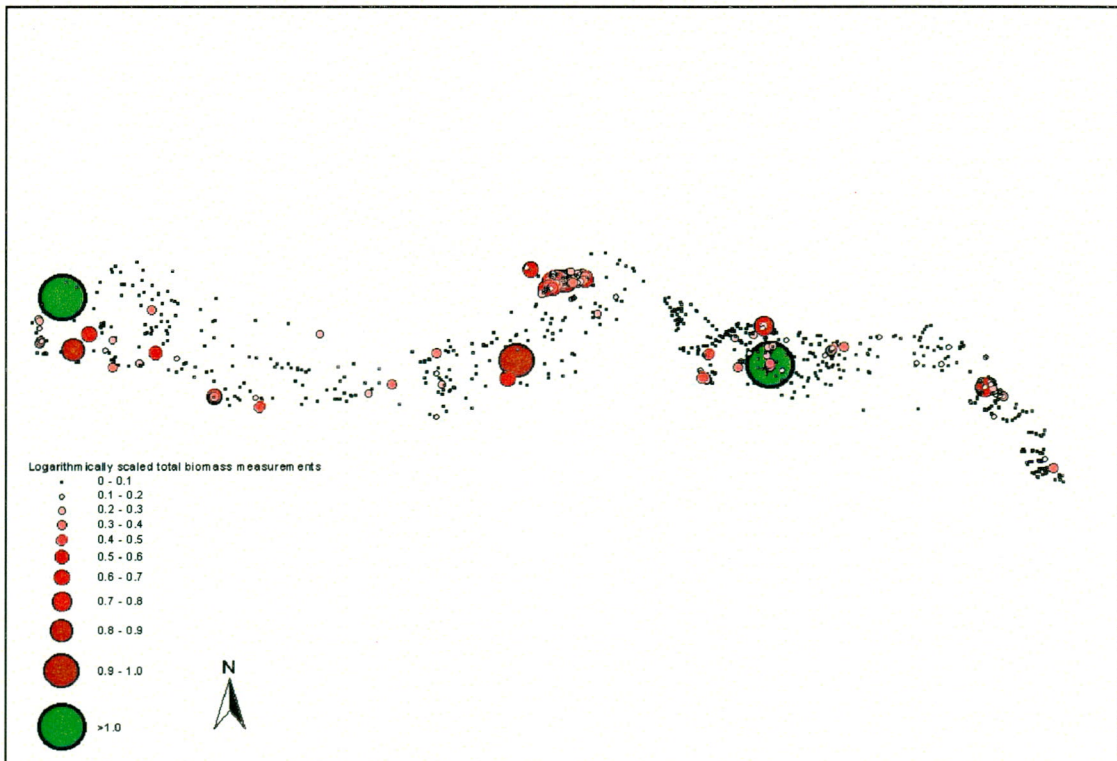 Logarithmically scaled total biomass measurements
0 - 0.1
0.1 - 0.2
0.2 - 0.3
0.3 - 0.4
0.4 - 0.5
0.5 - 0.6
0.6 - 0.7
0.7 - 0.8
0.8 - 0.9
0.9 - 1.0
>1.0
N